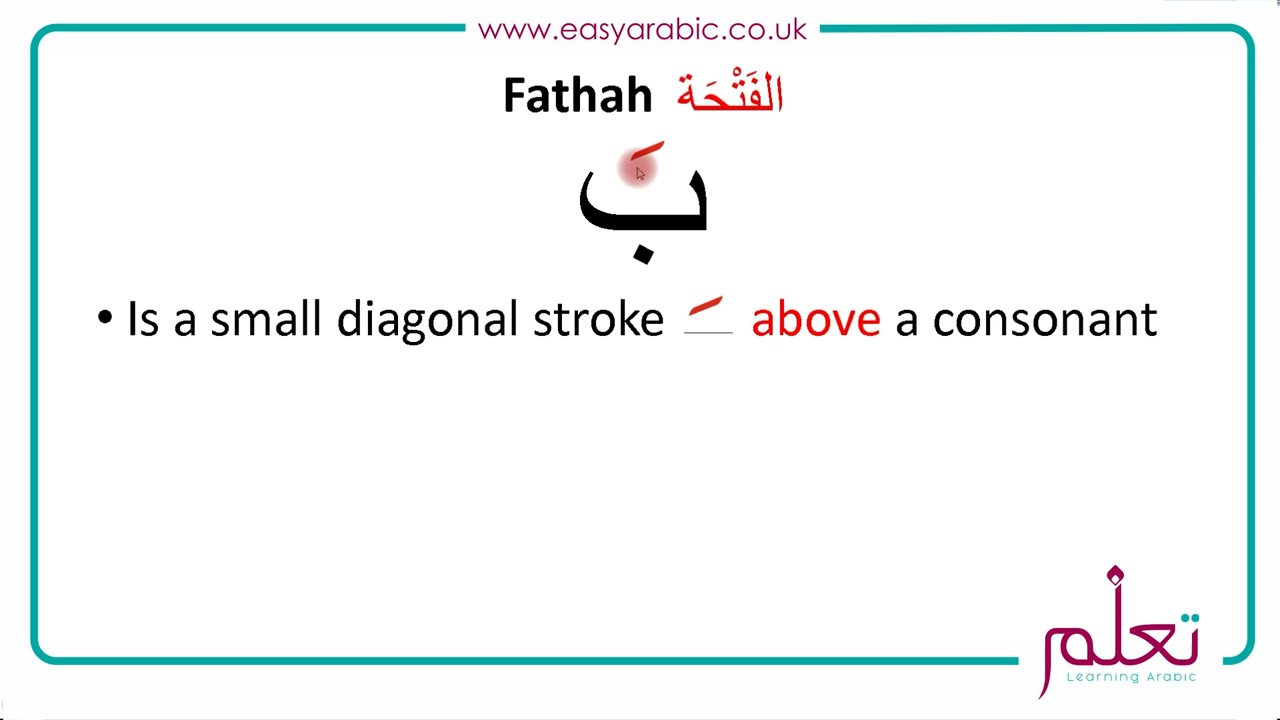 www.easyarabic.co.uk
Fathah الفَتْحَة
بَ
• Is a small diagonal stroke ـَ above a consonant
تعلم
Learning Arabic